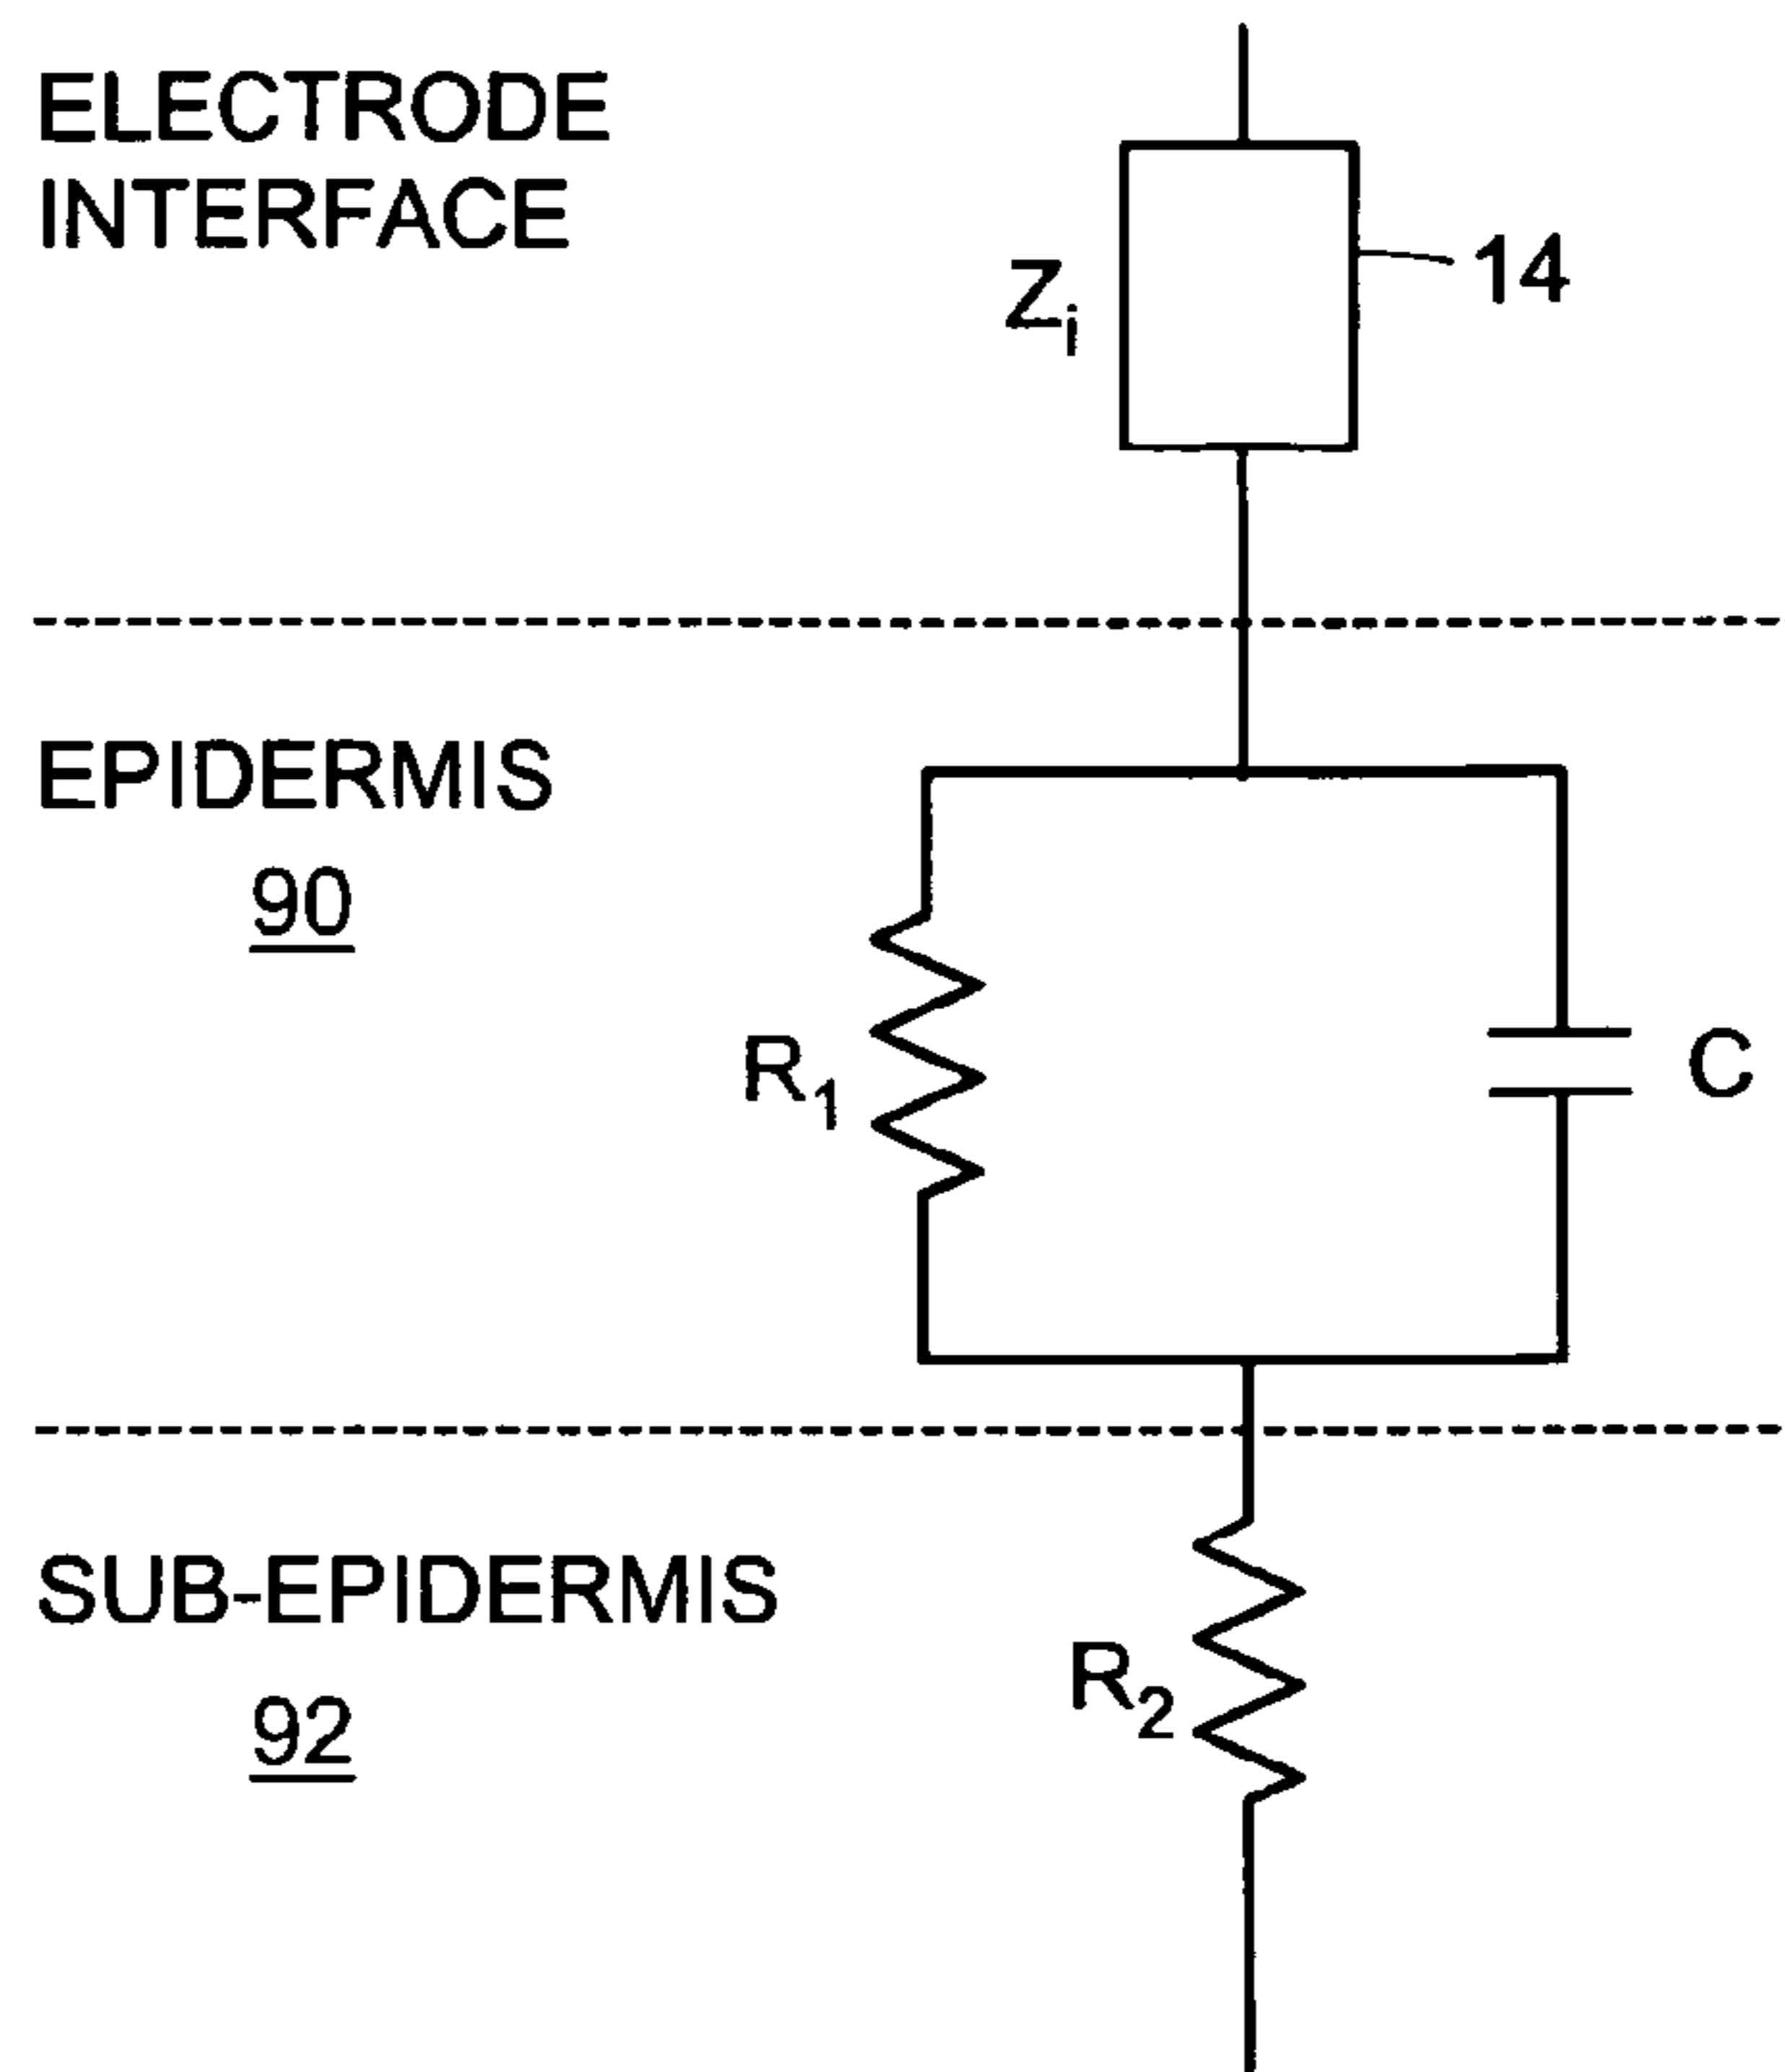 ELECTRODE
INTERFACE
Zi
14
EPIDERMIS
90
R1
C
SUB-EPIDERMIS
92
R2